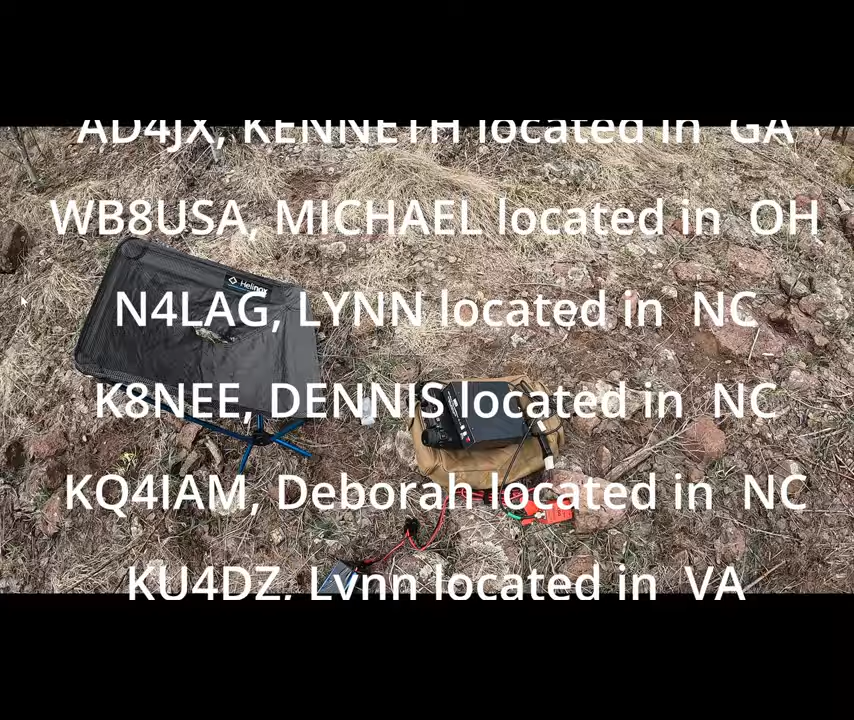 AD4JX, KENNETH located in GA
WB8USA, MICHAEL located in OH
Helinox
N4LAG, LYNN located in NC
K8NEE, DENNIS located in NC
KQ4IAM, Deborah located in NC
KU4DZ, Lynn located in VA